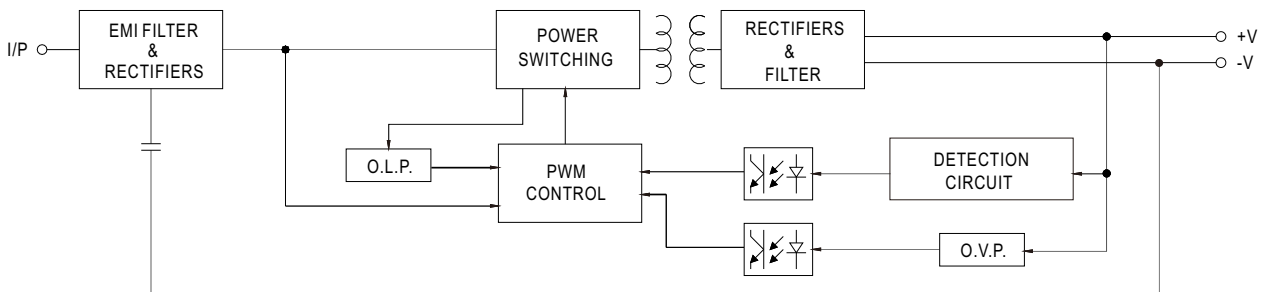 I/P
EMI FILTER
&
RECTIFIERS
POWER
SWITCHING
RECTIFIERS
&
FILTER
+V
-V
O.L.P.
PWM
CONTROL
DETECTION
CIRCUIT
O.V.P.